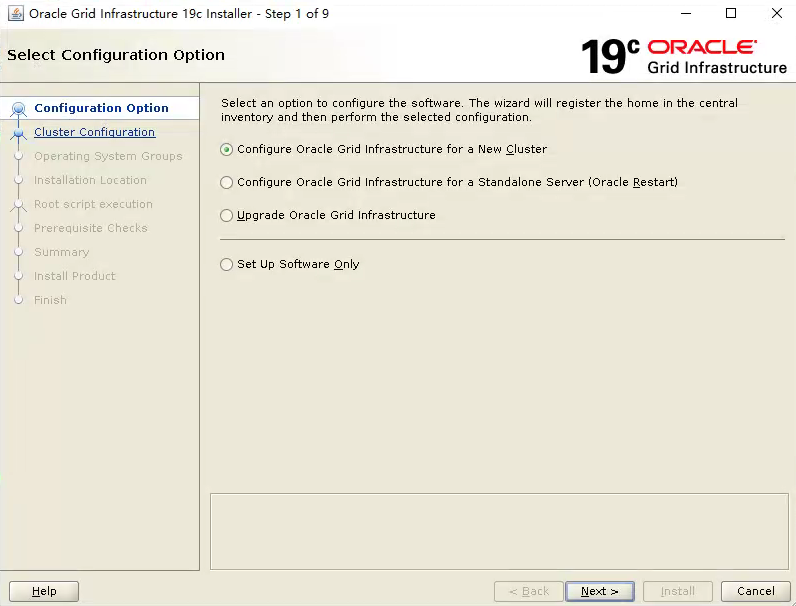 Oracle Grid Infrastructure 19c Installer - Step 1 of 9
Select Configuration Option
19c ORACLE
Grid Infrastructure
Configuration Option
Cluster Configuration
Operating System Groups
Installation Location
Root script execution
Prerequisite Checks
Summary
Install Product
Finish
Select an option to configure the software. The wizard will register the home in the central
inventory and then perform the selected configuration.
Configure Oracle Grid Infrastructure for a New Cluster
Configure Oracle Grid Infrastructure for a Standalone Server (Oracle Restart)
Upgrade Oracle Grid Infrastructure
Set Up Software Only
Help
< Back
Next >
Install
Cancel